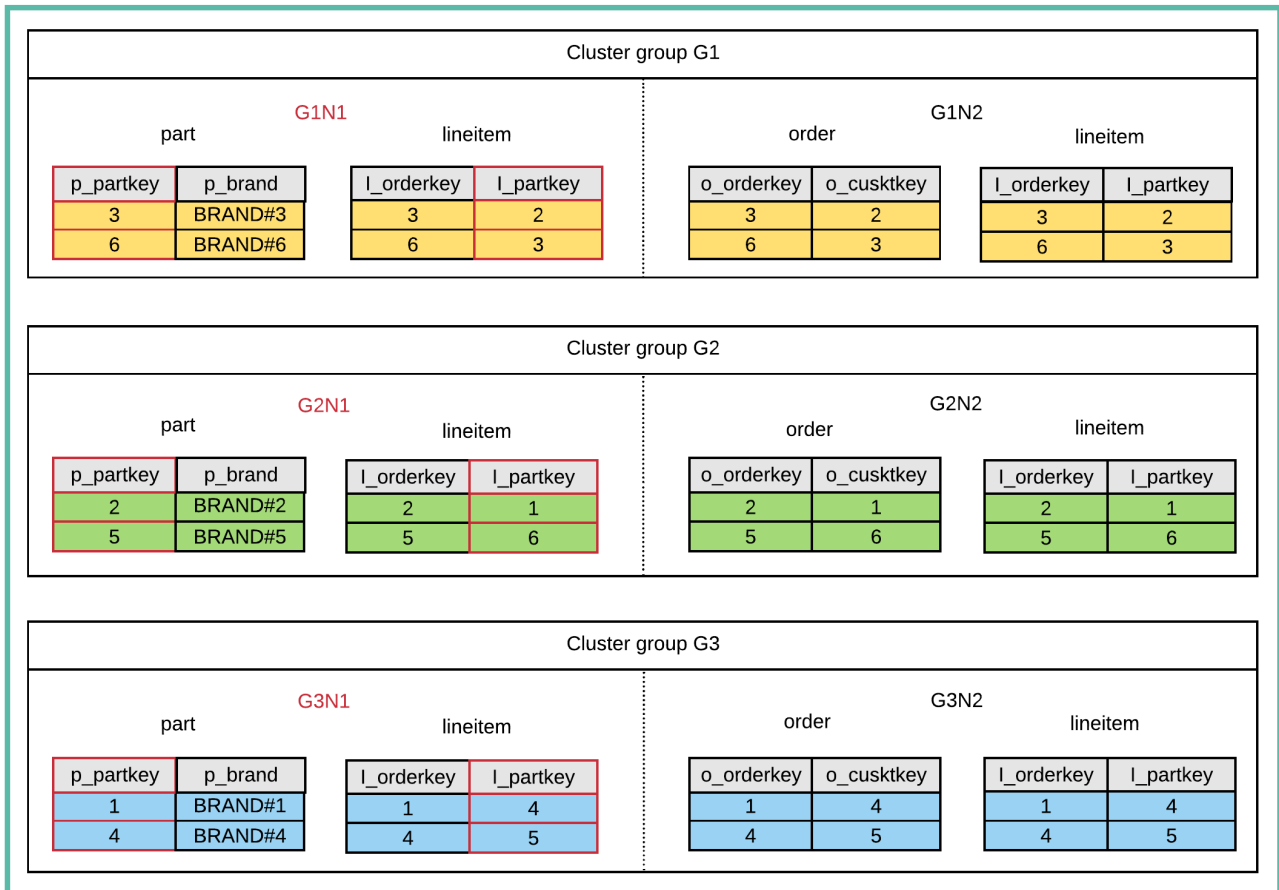 Cluster group G1
G1N1
part
lineitem
p_partkey p_brand
3 BRAND#3
6 BRAND#6
l_orderkey l_partkey
3 2
6 3
G1N2
order
lineitem
o_orderkey o_cusktkey
3 2
6 3
l_orderkey l_partkey
3 2
6 3
Cluster group G2
G2N1
part
lineitem
p_partkey p_brand
2 BRAND#2
5 BRAND#5
l_orderkey l_partkey
2 1
5 6
G2N2
order
lineitem
o_orderkey o_cusktkey
2 1
5 6
l_orderkey l_partkey
2 1
5 6
Cluster group G3
G3N1
part
lineitem
p_partkey p_brand
1 BRAND#1
4 BRAND#4
l_orderkey l_partkey
1 4
4 5
G3N2
order
lineitem
o_orderkey o_cusktkey
1 4
4 5
l_orderkey l_partkey
1 4
4 5